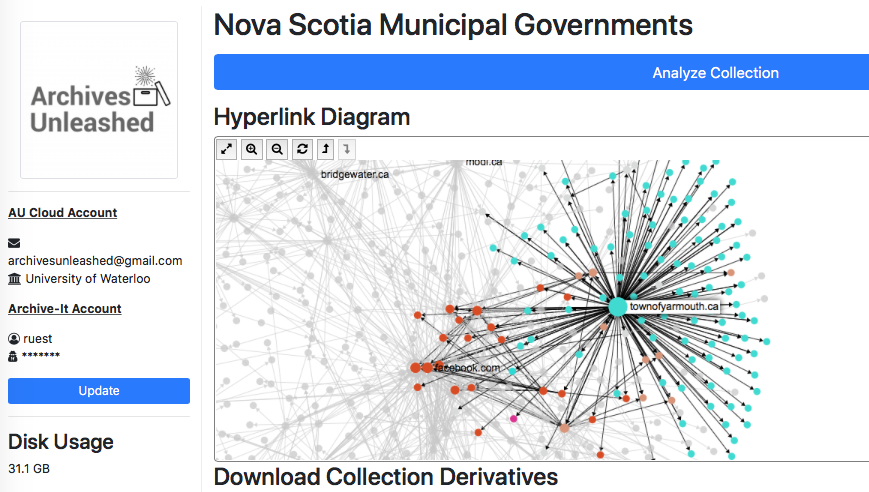 Archives
Unleashed
AU Cloud Account
archivesunleashed@gmail.com
University of Waterloo
Archive-It Account
ruest
*******
Update
Disk Usage
31.1 GB
Nova Scotia Municipal Governments
Analyze Collection
Hyperlink Diagram
modl.ca
bridgewater.ca
townofyarmouth.ca
facebook.com
Download Collection Derivatives